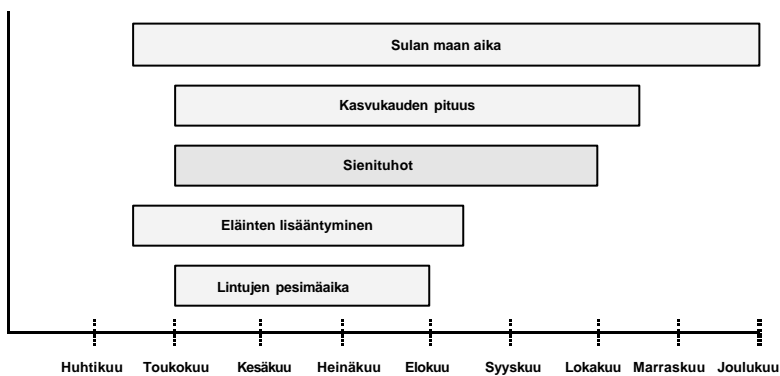 Sulan maan aika
Kasvukauden pituus
Sienituhot
Eläinten lisääntyminen
Lintujen pesimäaika
Huhtikuu Toukokuu Kesäkuu Heinäkuu Elokuu Syyskuu Lokakuu Marraskuu Joulukuu